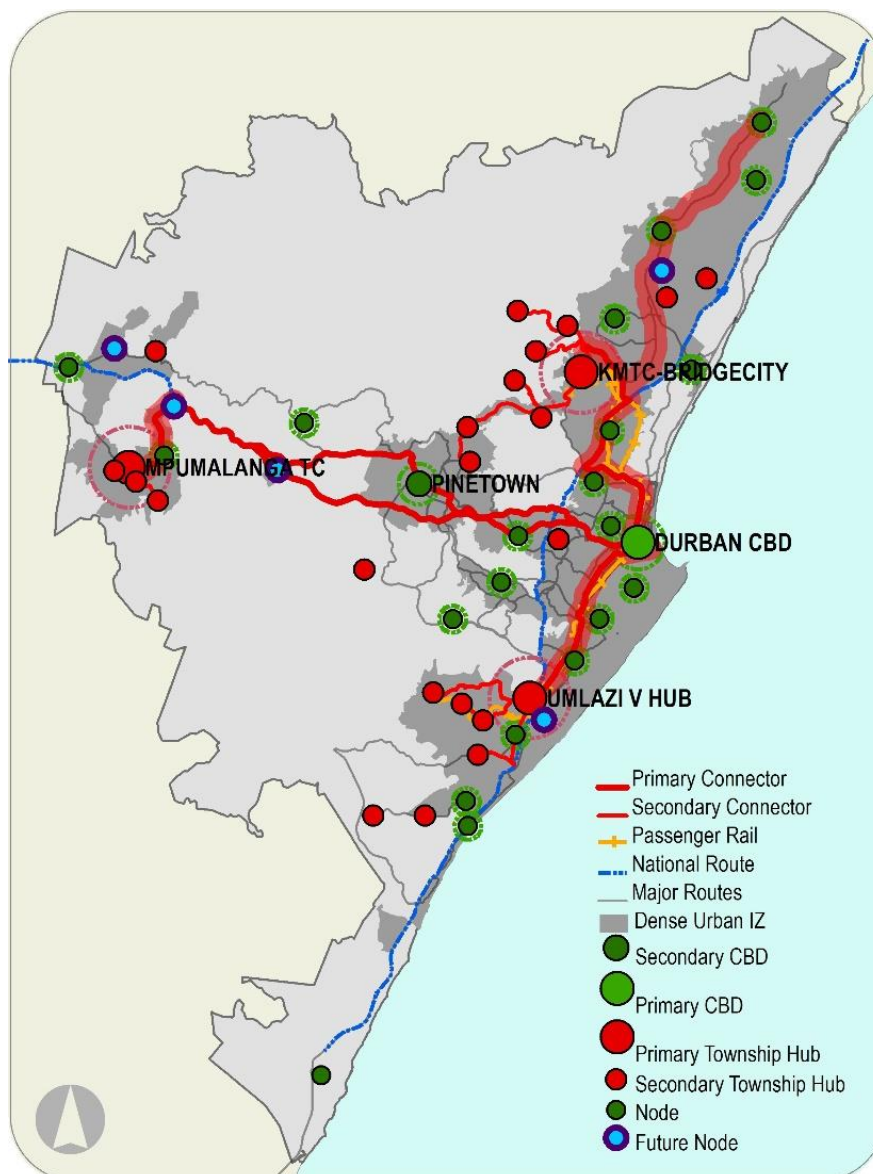 KMTC-BRIDGECITY
MPUMALANGA TC
PINETOWN
DURBAN CBD
UMLAZI V HUB
Primary Connector
Secondary Connector
Passenger Rail
National Route
Major Routes
Dense Urban IZ
Secondary CBD
Primary CBD
Primary Township Hub
Secondary Township Hub
Node
Future Node